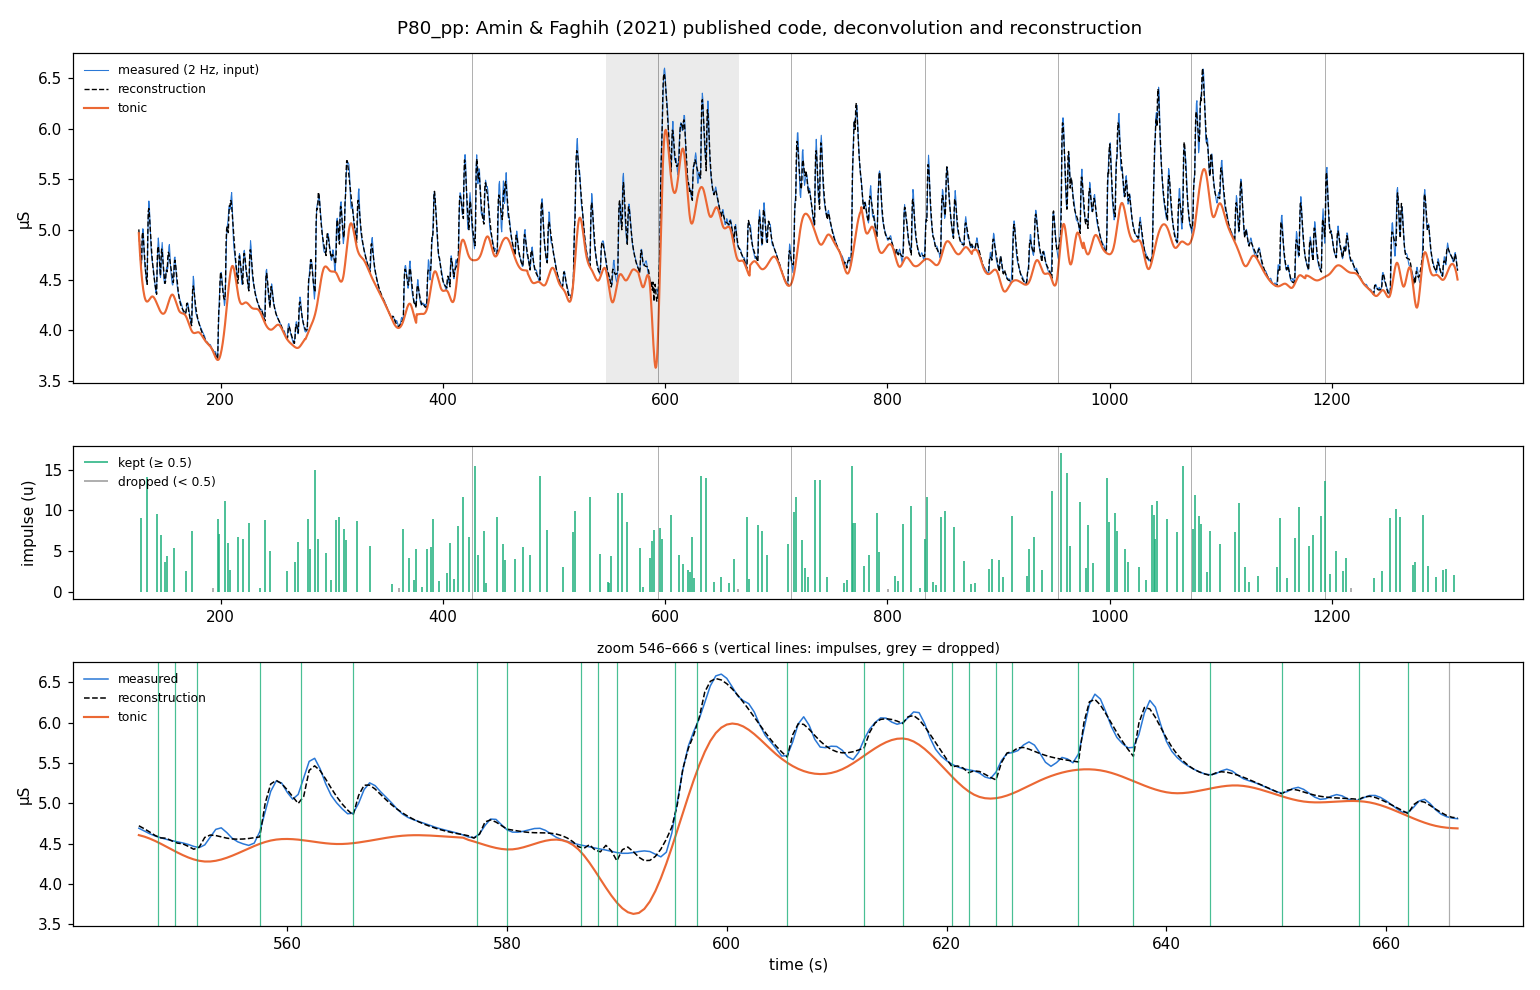 P80_pp: Amin & Faghih (2021) published code, deconvolution and reconstruction
measured (2 Hz, input)
reconstruction
tonic
µS
6.5
6.0
5.5
5.0
4.5
4.0
3.5
200 400 600 800 1000 1200
kept (≥ 0.5)
dropped (< 0.5)
impulse (u)
15
10
5
0
200 400 600 800 1000 1200
zoom 546–666 s (vertical lines: impulses, grey = dropped)
measured
reconstruction
tonic
µS
6.5
6.0
5.5
5.0
4.5
4.0
3.5
560 580 600 620 640 660
time (s)